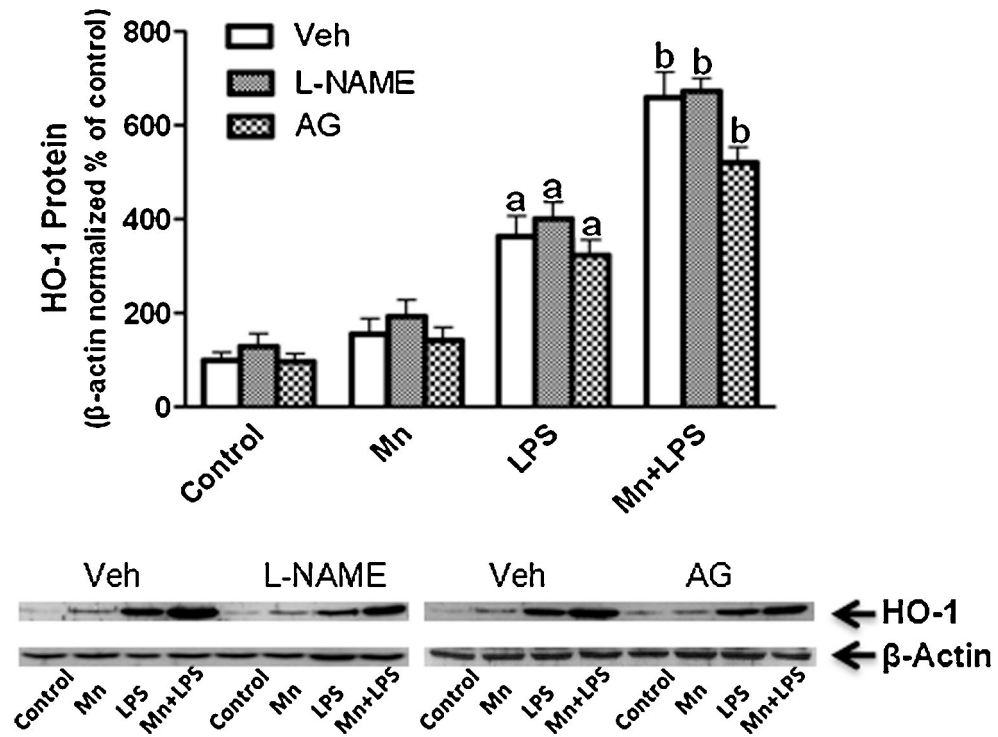 HO-1 Protein
(β-actin normalized % of control)
800
600
400
200
0
Veh
L-NAME
AG
a
a
a
b
b
b
Control
Mn
LPS
Mn+LPS
Veh L-NAME Veh AG
HO-1
β-Actin
Control Mn LPS Mn+LPS Control Mn LPS Mn+LPS Control Mn LPS Mn+LPS Control Mn LPS Mn+LPS